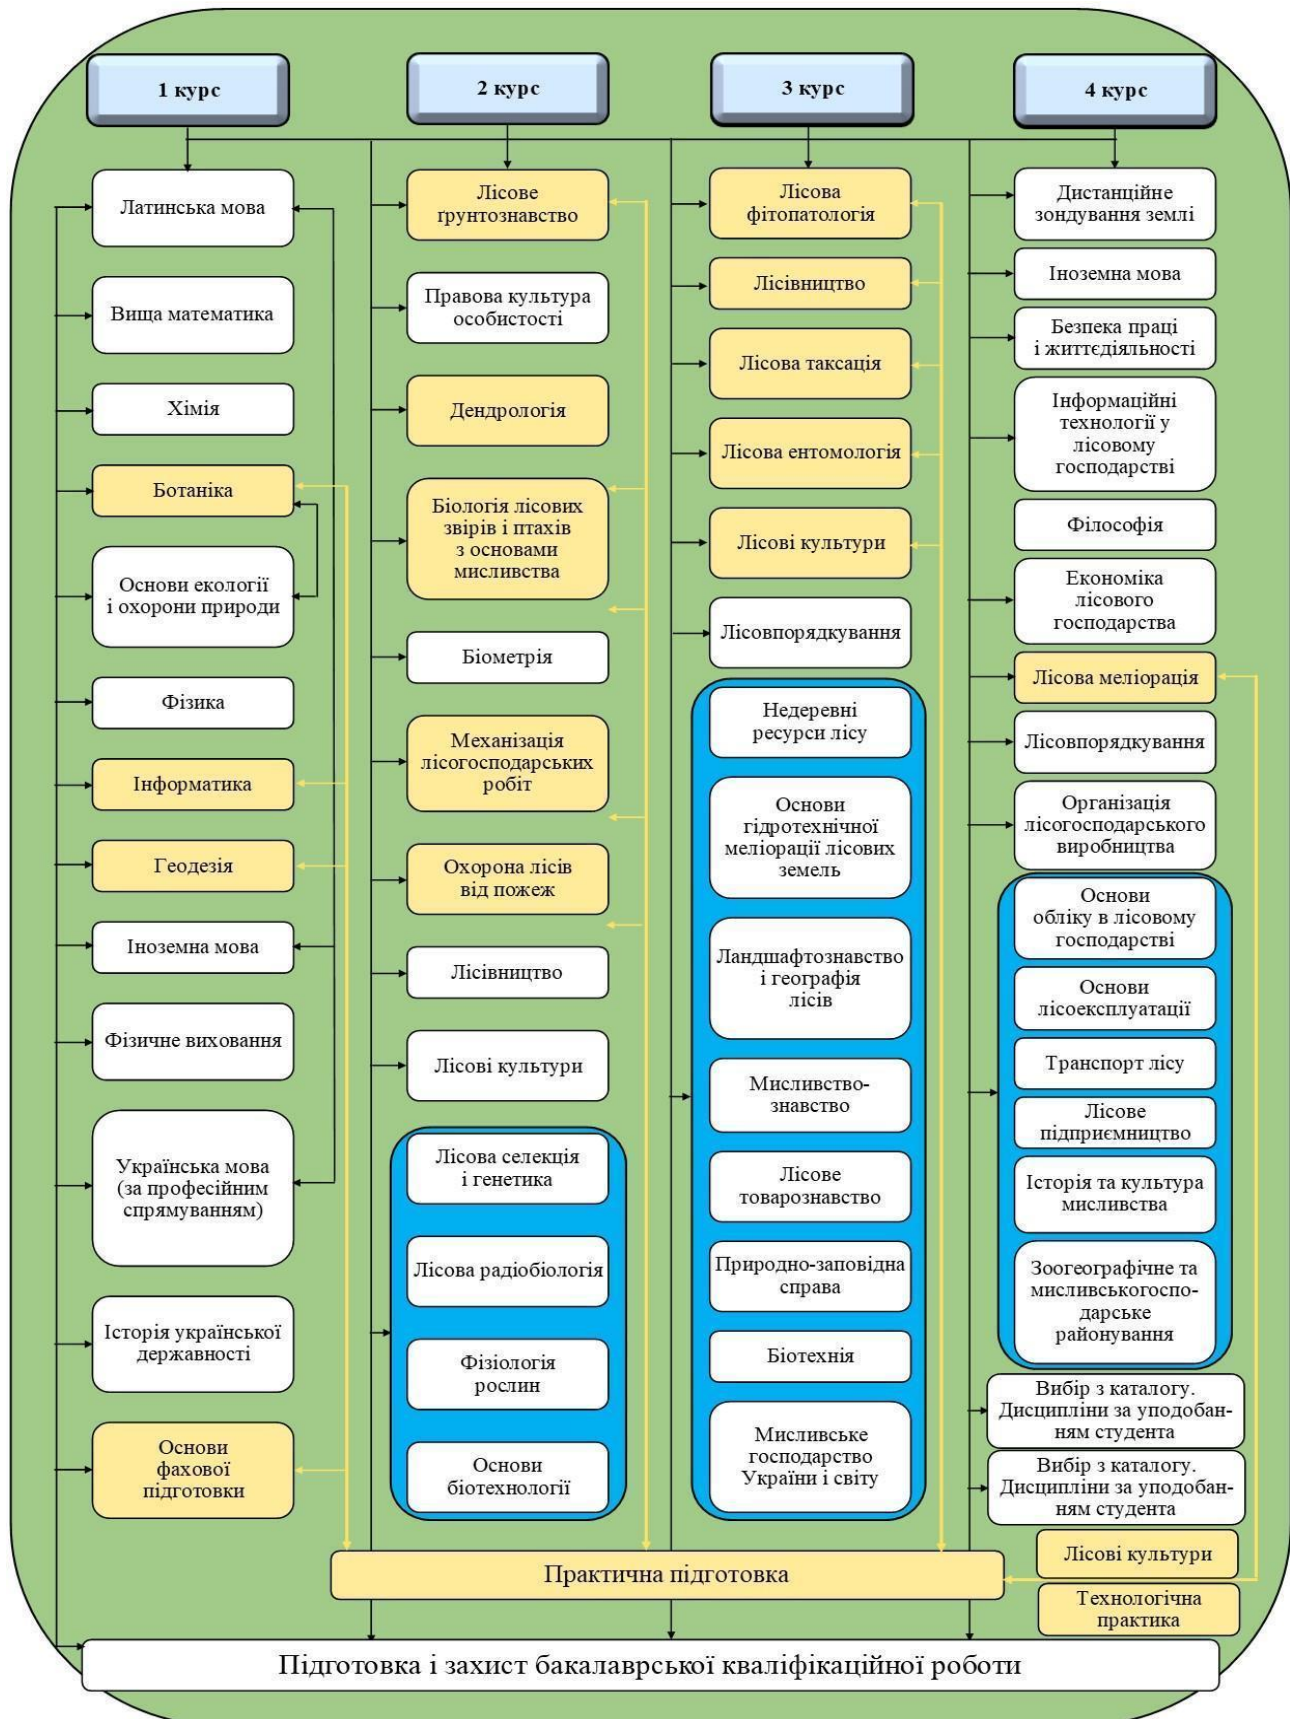 1 курс
Латинська мова
Вища математика
Хімія
Ботаніка
Основи екології
і охорони природи
Фізика
Інформатика
Геодезія
Іноземна мова
Фізичне виховання
Українська мова
(за професійним
спрямуванням)
Історія української
державності
Основи
фахової
підготовки
2 курс
Лісове
ґрунтознавство
Правова культура
особистості
Дендрологія
Біологія лісових
звірів і птахів
з основами
мисливства
Біометрія
Механізація
лісогосподарських
робіт
Охорона лісів
від пожеж
Лісівництво
Лісові культури
Лісова селекція
і генетика
Лісова радіобіологія
Фізіологія
рослин
Основи
біотехнології
3 курс
Лісова
фітопатологія
Лісівництво
Лісова таксація
Лісова ентомологія
Лісові культури
Лісовпорядкування
Недеревні
ресурси лісу
Основи
гідротехнічної
меліорації лісових
земель
Ландшафтознавство
і географія
лісів
Мисливство-
знавство
Лісове
товарознавство
Природно-заповідна
справа
Біотехнія
Мисливське
господарство
України і світу
4 курс
Дистанційне
зондування землі
Іноземна мова
Безпека праці
і життєдіяльності
Інформаційні
технології у
лісовому
господарстві
Філософія
Економіка
лісового
господарства
Лісова меліорація
Лісовпорядкування
Організація
лісогосподарського
виробництва
Основи
обліку в лісовому
господарстві
Основи
лісоексплуатації
Транспорт лісу
Лісове
підприємництво
Історія та культура
мисливства
Зоогеографічне та
мисливськогоспо-
дарське
районування
Вибір з каталогу.
Дисципліни за уподобан-
ням студента
Вибір з каталогу.
Дисципліни за уподобан-
ням студента
Лісові культури
Технологічна
практика
Практична підготовка
Підготовка і захист бакалаврської кваліфікаційної роботи